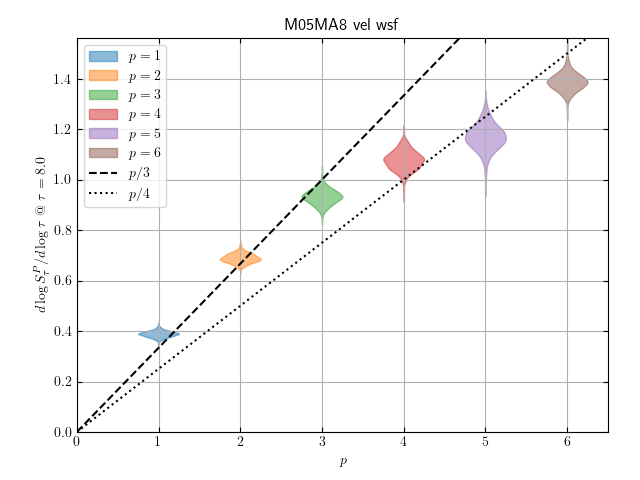 M05MA8 vel wsf
d log S_τ^p / d log τ @ τ = 8.0
1.4
1.2
1.0
0.8
0.6
0.4
0.2
0.0
p = 1
p = 2
p = 3
p = 4
p = 5
p = 6
p/3
p/4
0 1 2 3 4 5 6
p